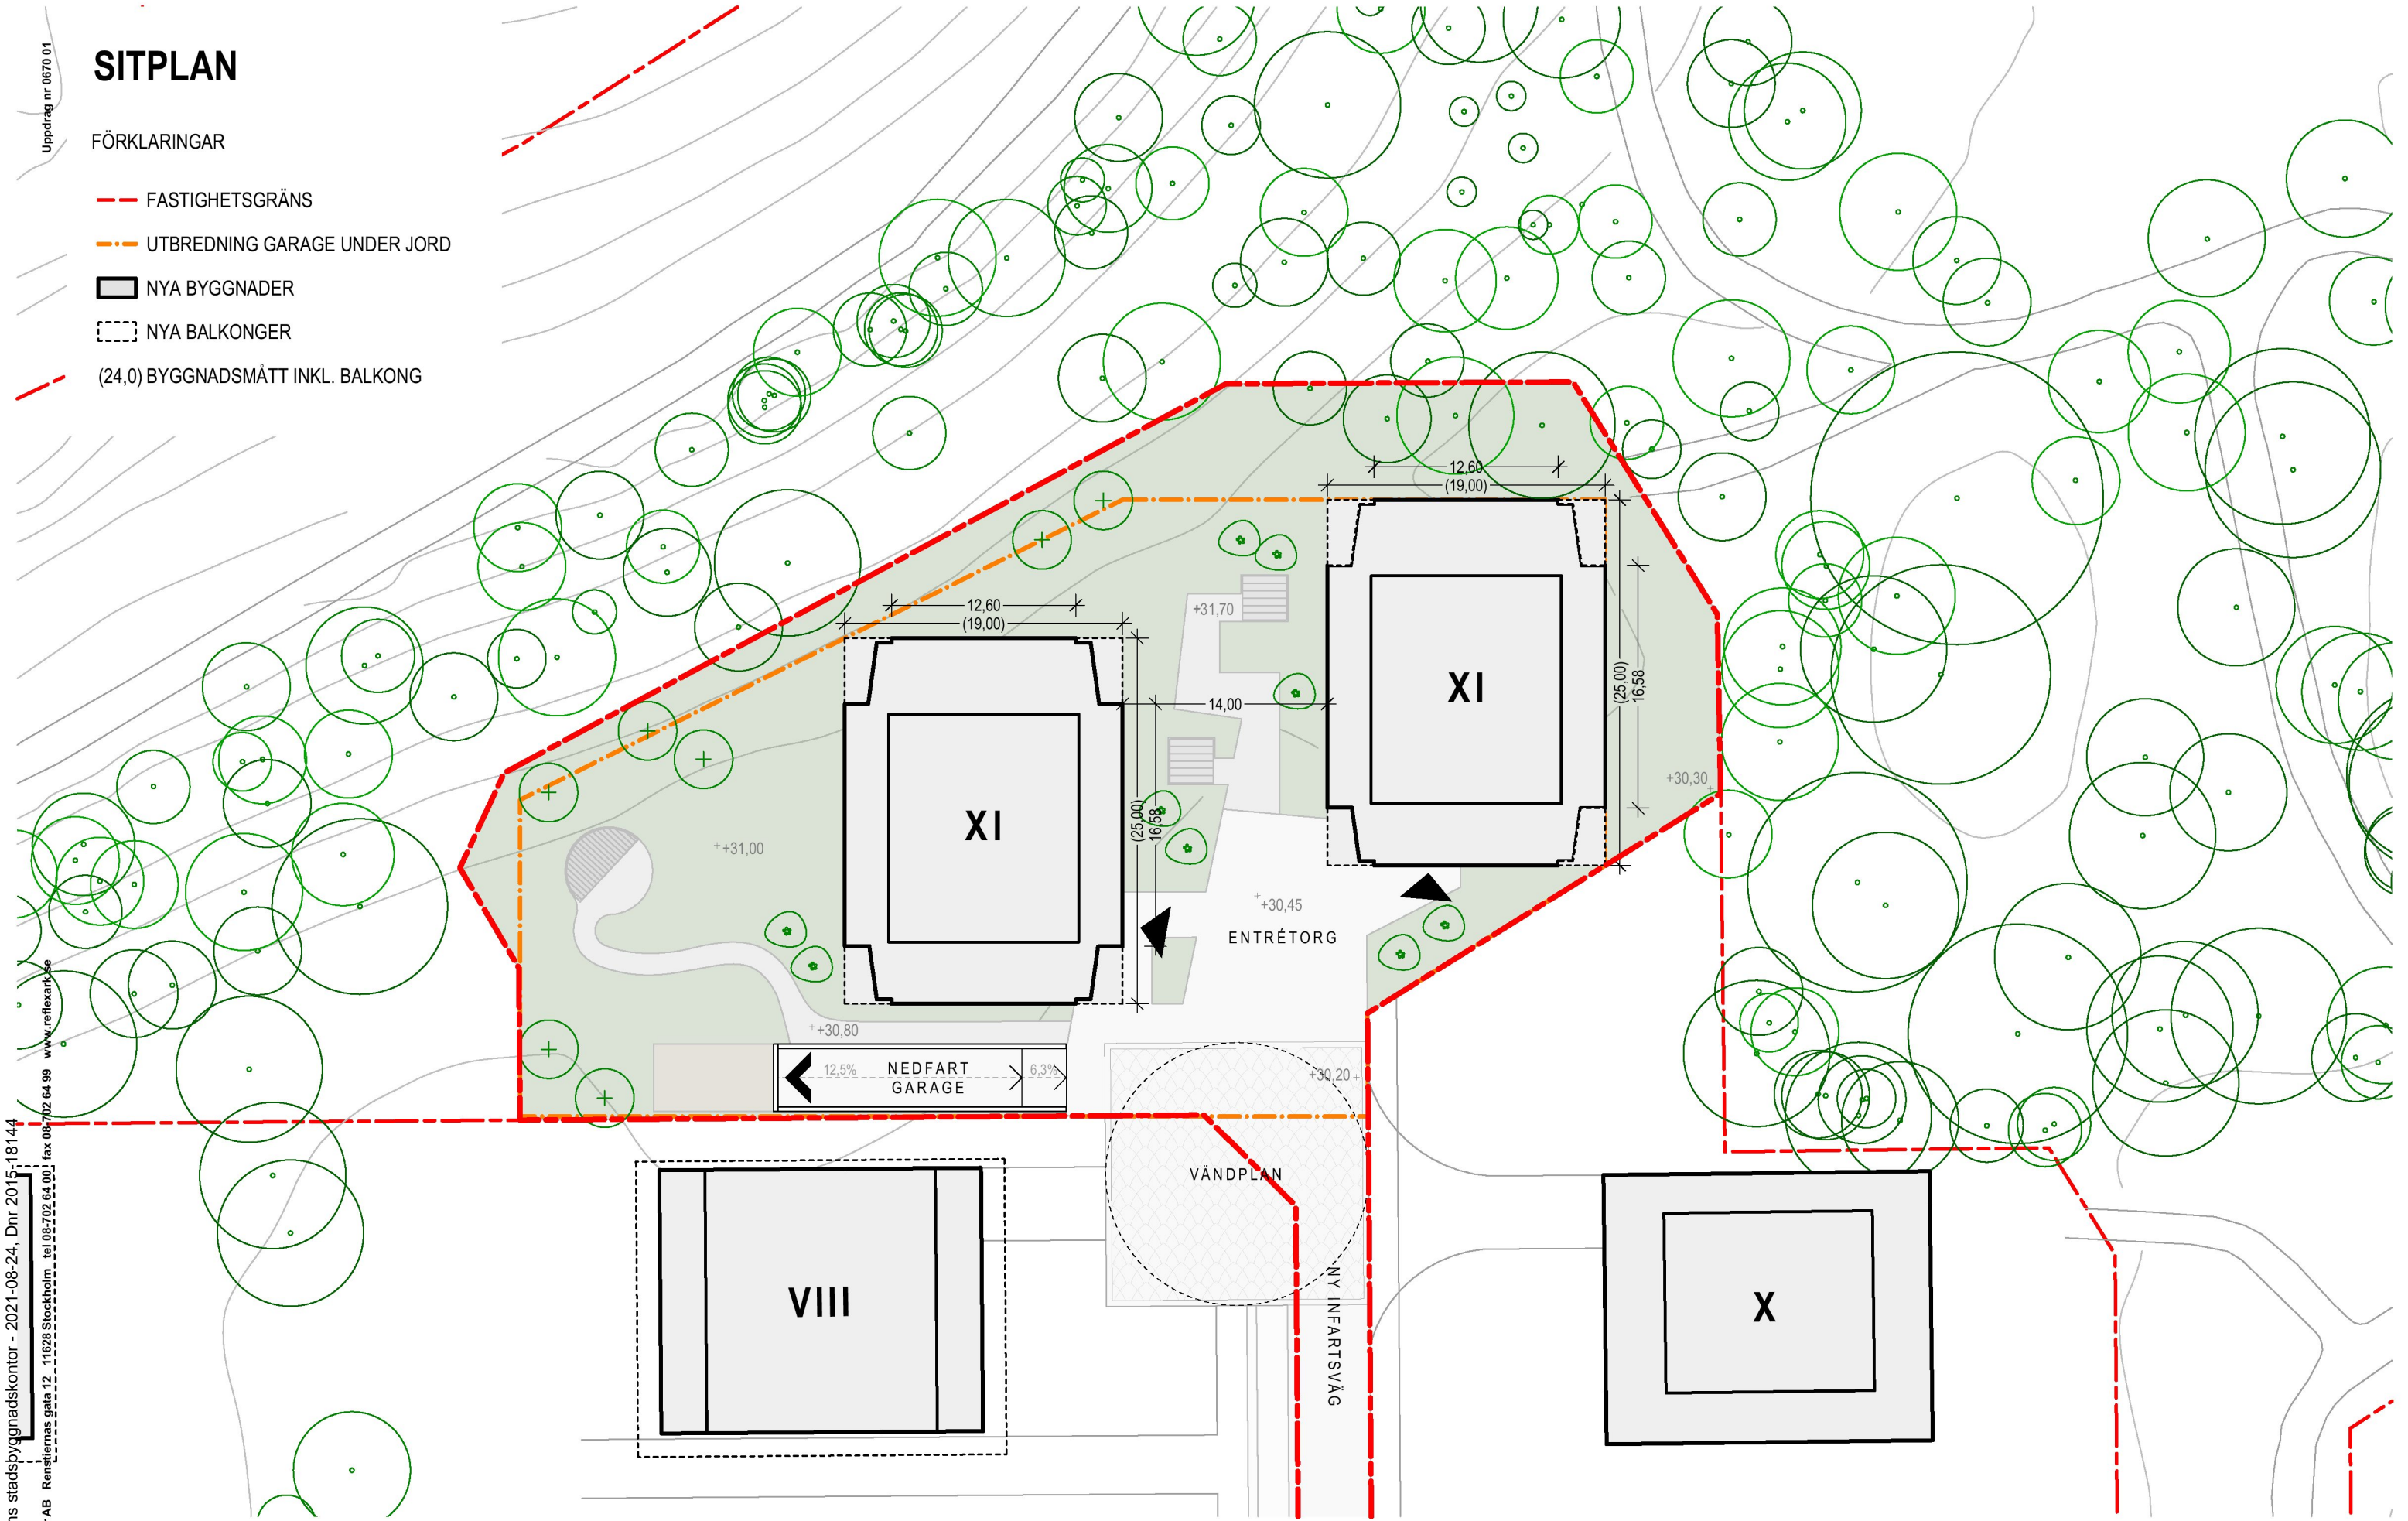 SITPLAN
FÖRKLARINGAR
FASTIGHETSGRÄNS
UTBREDNING GARAGE UNDER JORD
NYA BYGGNADER
NYA BALKONGER
(24,0) BYGGNADSMÅTT INKL. BALKONG
Uppdrag nr 0670 01
AB Renstiernas gata 12 11628 Stockholm tel 08-702 64 00 fax 08-702 64 99 www.reflexark.se
ns stadsbyggnadskontor - 2021-08-24, Dnr 2015-18144
12,60
(19,00)
12,60
(19,00)
+31,70
(25,00)
16,58
XI
14,00
+30,30
XI
(25,00)
16,58
+31,00
+30,45
ENTRÉTORG
+30,80
12,5%
NEDFART
GARAGE
6,3%
+30,20
VÄNDPLAN
NY INFARTSVÄG
VIII
X